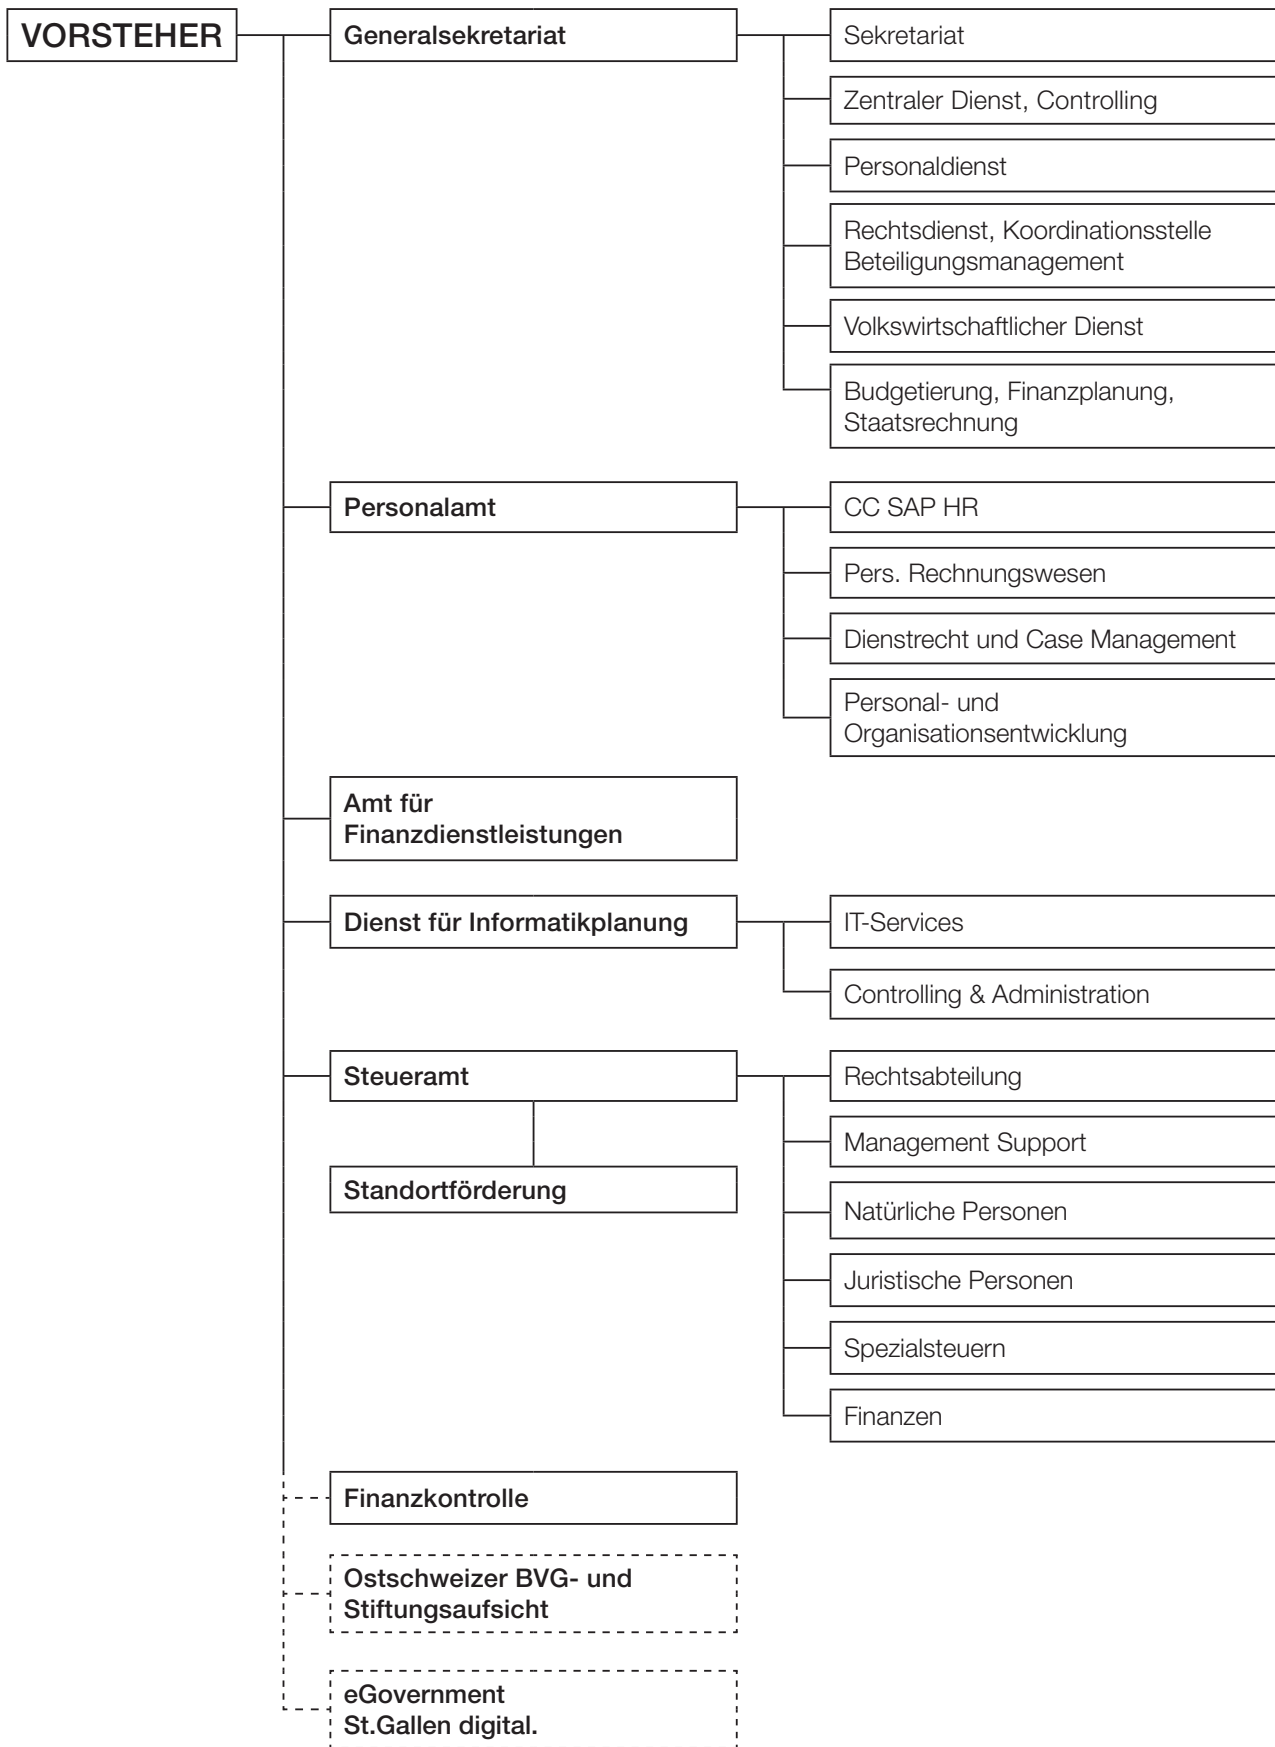 VORSTEHER
Generalsekretariat
Sekretariat
Zentraler Dienst, Controlling
Personaldienst
Rechtsdienst, Koordinationsstelle
Beteiligungsmanagement
Volkswirtschaftlicher Dienst
Budgetierung, Finanzplanung,
Staatsrechnung
Personalamt
CC SAP HR
Pers. Rechnungswesen
Dienstrecht und Case Management
Personal- und
Organisationsentwicklung
Amt für
Finanzdienstleistungen
Dienst für Informatikplanung
IT-Services
Controlling & Administration
Steueramt
Standortförderung
Rechtsabteilung
Management Support
Natürliche Personen
Juristische Personen
Spezialsteuern
Finanzen
Finanzkontrolle
Ostschweizer BVG- und
Stiftungsaufsicht
eGovernment
St.Gallen digital.